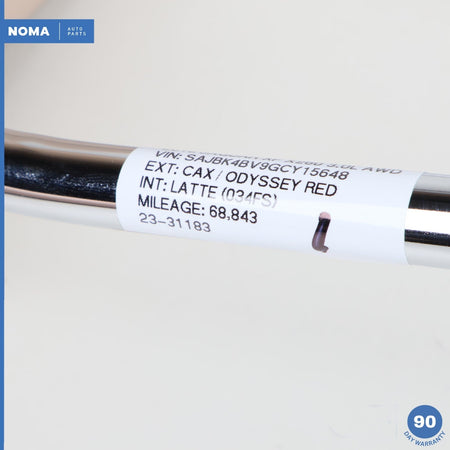 NOMA AUTO
PARTS
VIN: SAJBK4BV9GCY15648
EXT: CAX / ODYSSEY RED
INT: LATTE (034FS)
MILEAGE: 68,843
23-31183
L
90
DAY WARRANTY